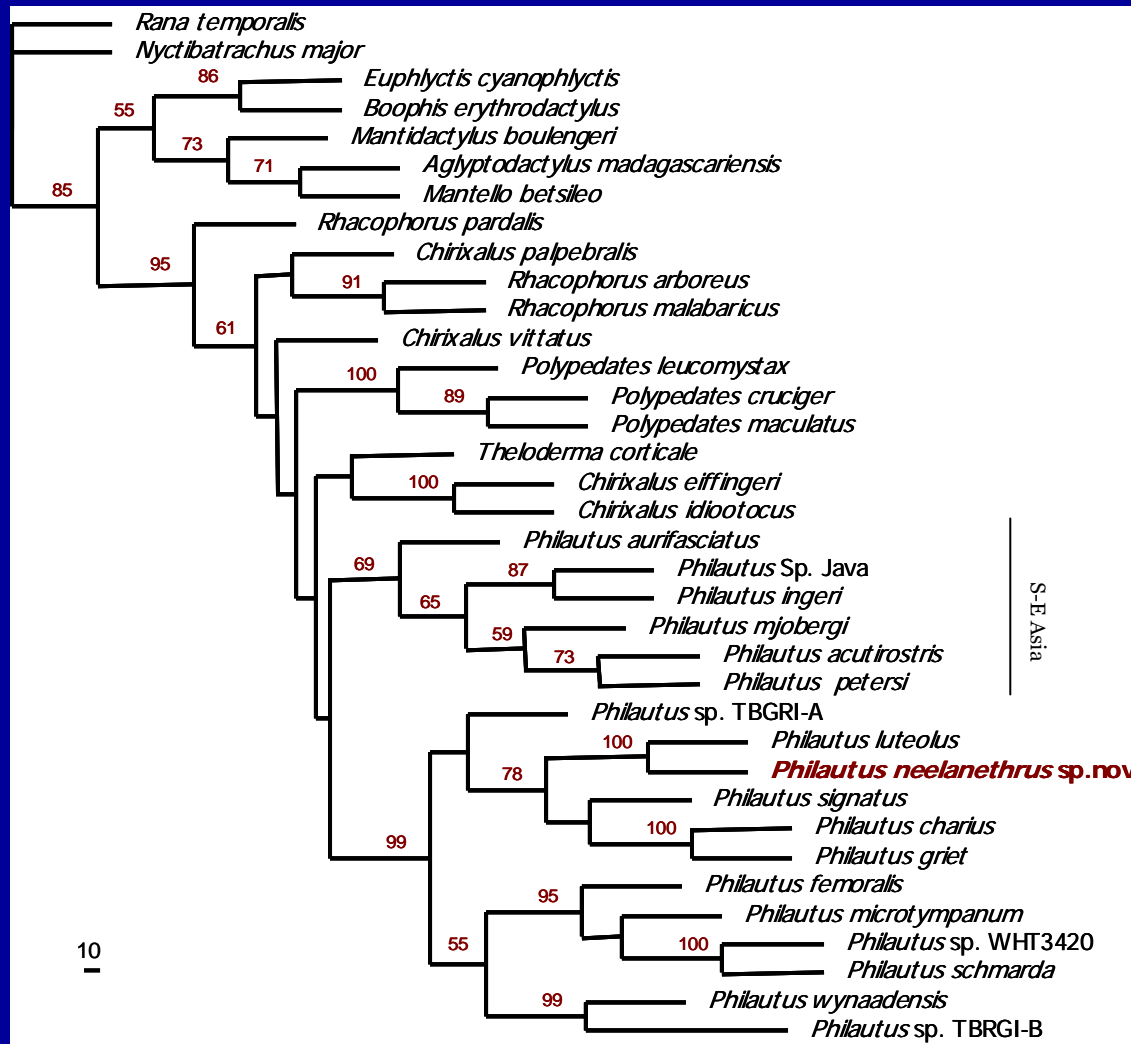 Rana temporalis
Nyctibatrachus major
86
Euphlyctis cyanophlyctis
55
Boophis erythrodactylus
73
Mantidactylus boulengeri
71
Aglyptodactylus madagascariensis
85
Mantello betsileo
Rhacophorus pardalis
95
Chirixalus palpebralis
91
Rhacophorus arboreus
Rhacophorus malabaricus
61
Chirixalus vittatus
100
Polypedates leucomystax
89
Polypedates cruciger
Polypedates maculatus
Theloderma corticale
100
Chirixalus eiffingeri
Chirixalus idiootocus
Philautus aurifasciatus
69
87
Philautus Sp. Java
65
Philautus ingeri
59
Philautus mjobergi
73
Philautus acutirostris
Philautus petersi
S-E Asia
Philautus sp. TBGRI-A
100
Philautus luteolus
78
Philautus neelanethrus sp.nov
Philautus signatus
100
Philautus charius
99
Philautus griet
95
Philautus femoralis
Philautus microtympanum
55
100
Philautus sp. WHT3420
10
Philautus schmarda
99
Philautus wynaadensis
Philautus sp. TBRGI-B